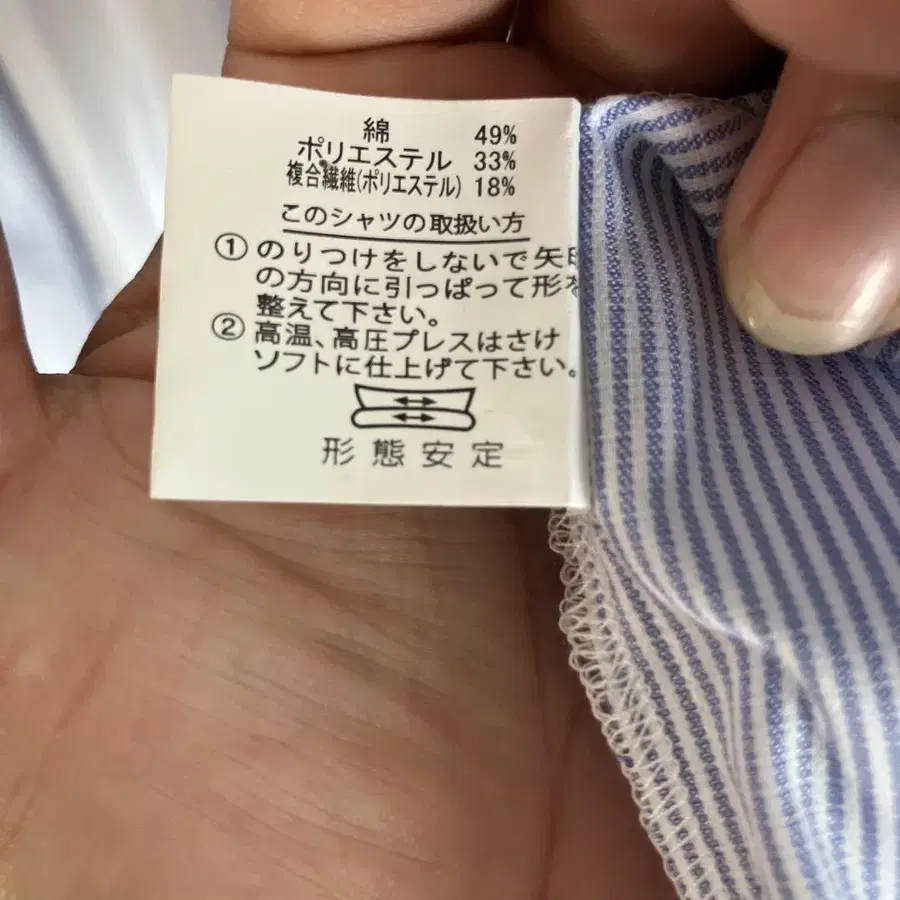 綿 49%
ポリエステル 33%
複合繊維(ポリエステル) 18%
このシャツの取扱い方
① のりつけをしないで矢印
の方向に引っぱって形を
整えて下さい。
② 高温、高圧プレスはさけ
ソフトに仕上げて下さい。
形態安定